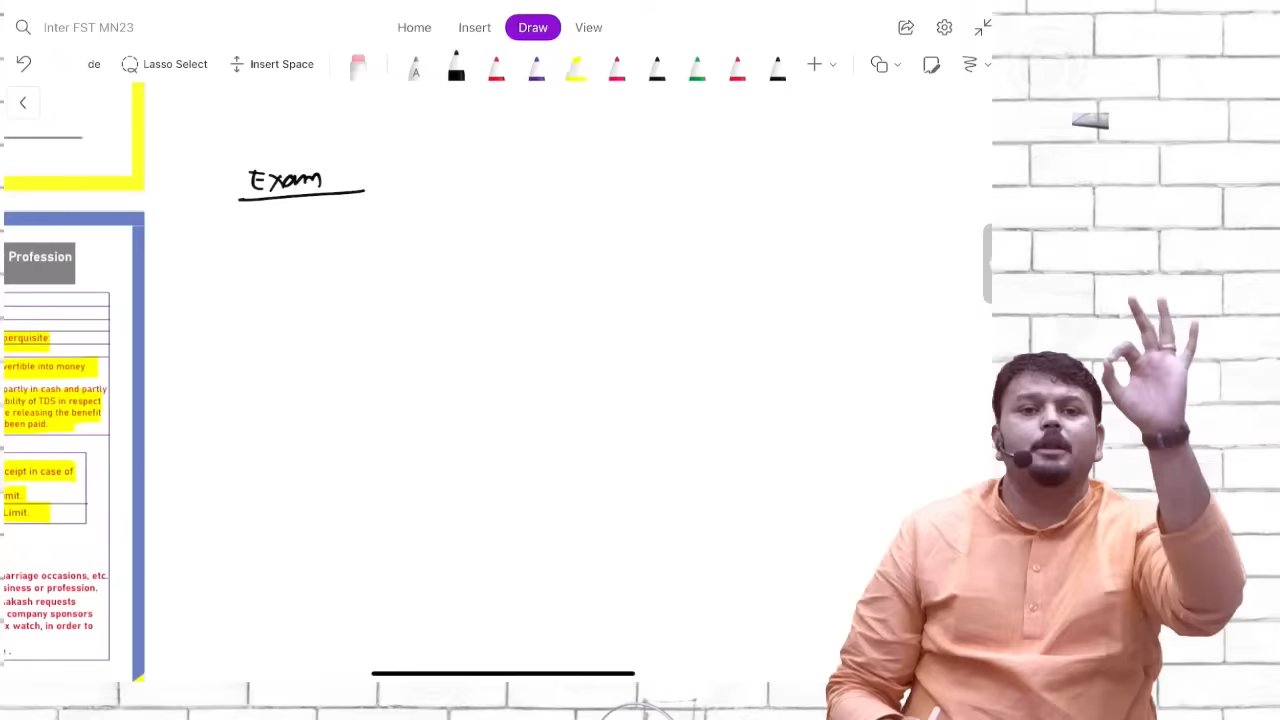 Inter FST MN23
Home Insert Draw View
de Lasso Select Insert Space
A
Exam
Profession
perquisite:
vertible into money
partly in cash and partly
bility of TDS in respect
e releasing the benefit
been paid.
ceipt in case of
mit.
Limit.
marriage occasions, etc.
siness or profession.
akash requests
company sponsors
x watch, in order to